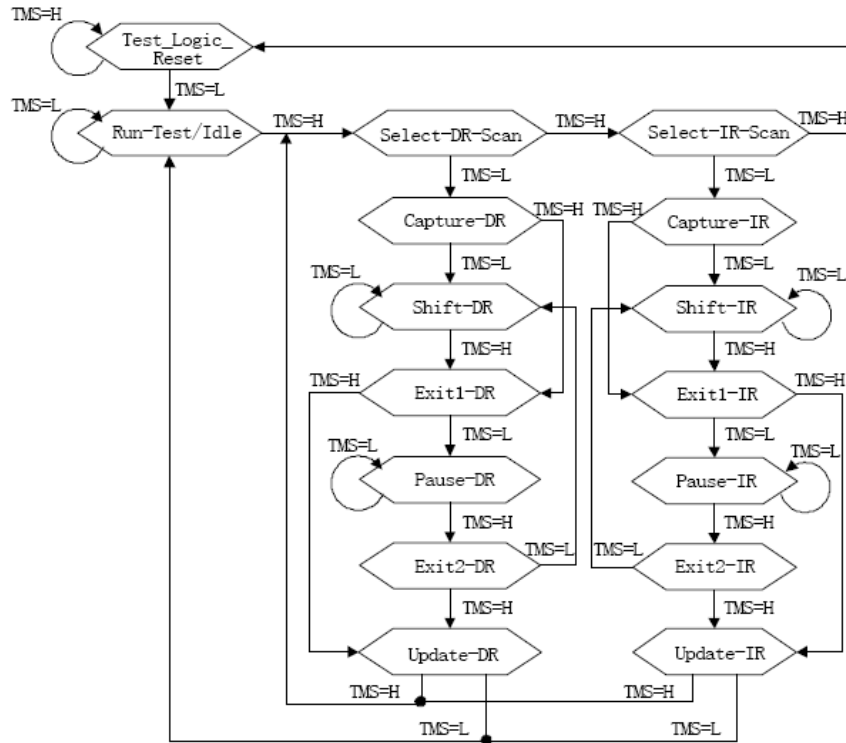 TMS=H
Test_Logic_
Reset
TMS=L
TMS=L
Run-Test/Idle
TMS=H
Select-DR-Scan
TMS=H
Select-IR-Scan
TMS=H
TMS=L
TMS=L
Capture-DR
TMS=H
TMS=H
Capture-IR
TMS=L
TMS=L
TMS=L
Shift-DR
Shift-IR
TMS=L
TMS=H
TMS=H
TMS=H
Exit1-DR
Exit1-IR
TMS=H
TMS=L
TMS=L
TMS=L
Pause-DR
Pause-IR
TMS=L
TMS=H
TMS=H
Exit2-DR
TMS=L
TMS=L
Exit2-IR
TMS=H
TMS=H
Update-DR
Update-IR
TMS=H
TMS=H
TMS=L
TMS=L